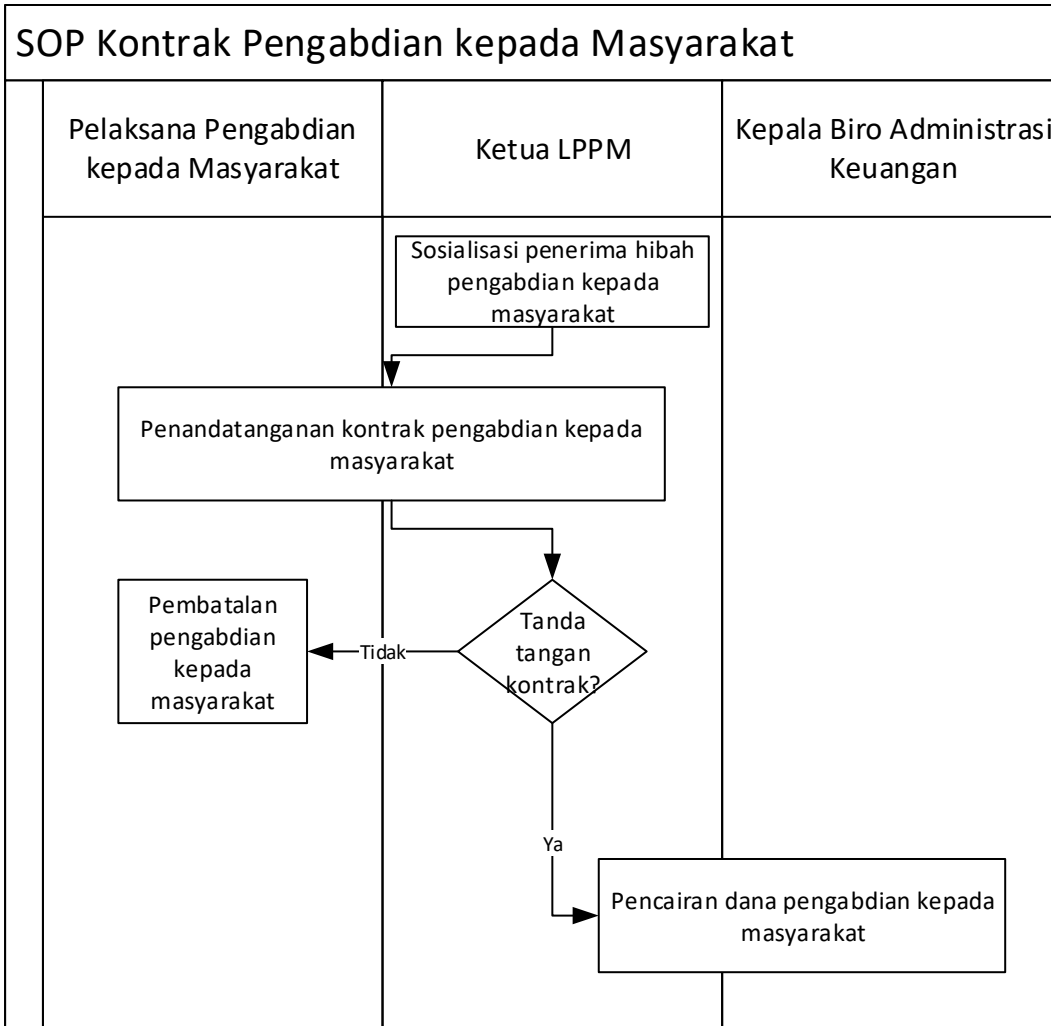 SOP Kontrak Pengabdian kepada Masyarakat
Pelaksana Pengabdian
kepada Masyarakat
Ketua LPPM
Kepala Biro Administrasi
Keuangan
Sosialisasi penerima hibah
pengabdian kepada
masyarakat
Penandatanganan kontrak pengabdian kepada
masyarakat
Pembatalan
pengabdian
kepada
masyarakat
Tidak
Tanda
tangan
kontrak?
Ya
Pencairan dana pengabdian kepada
masyarakat